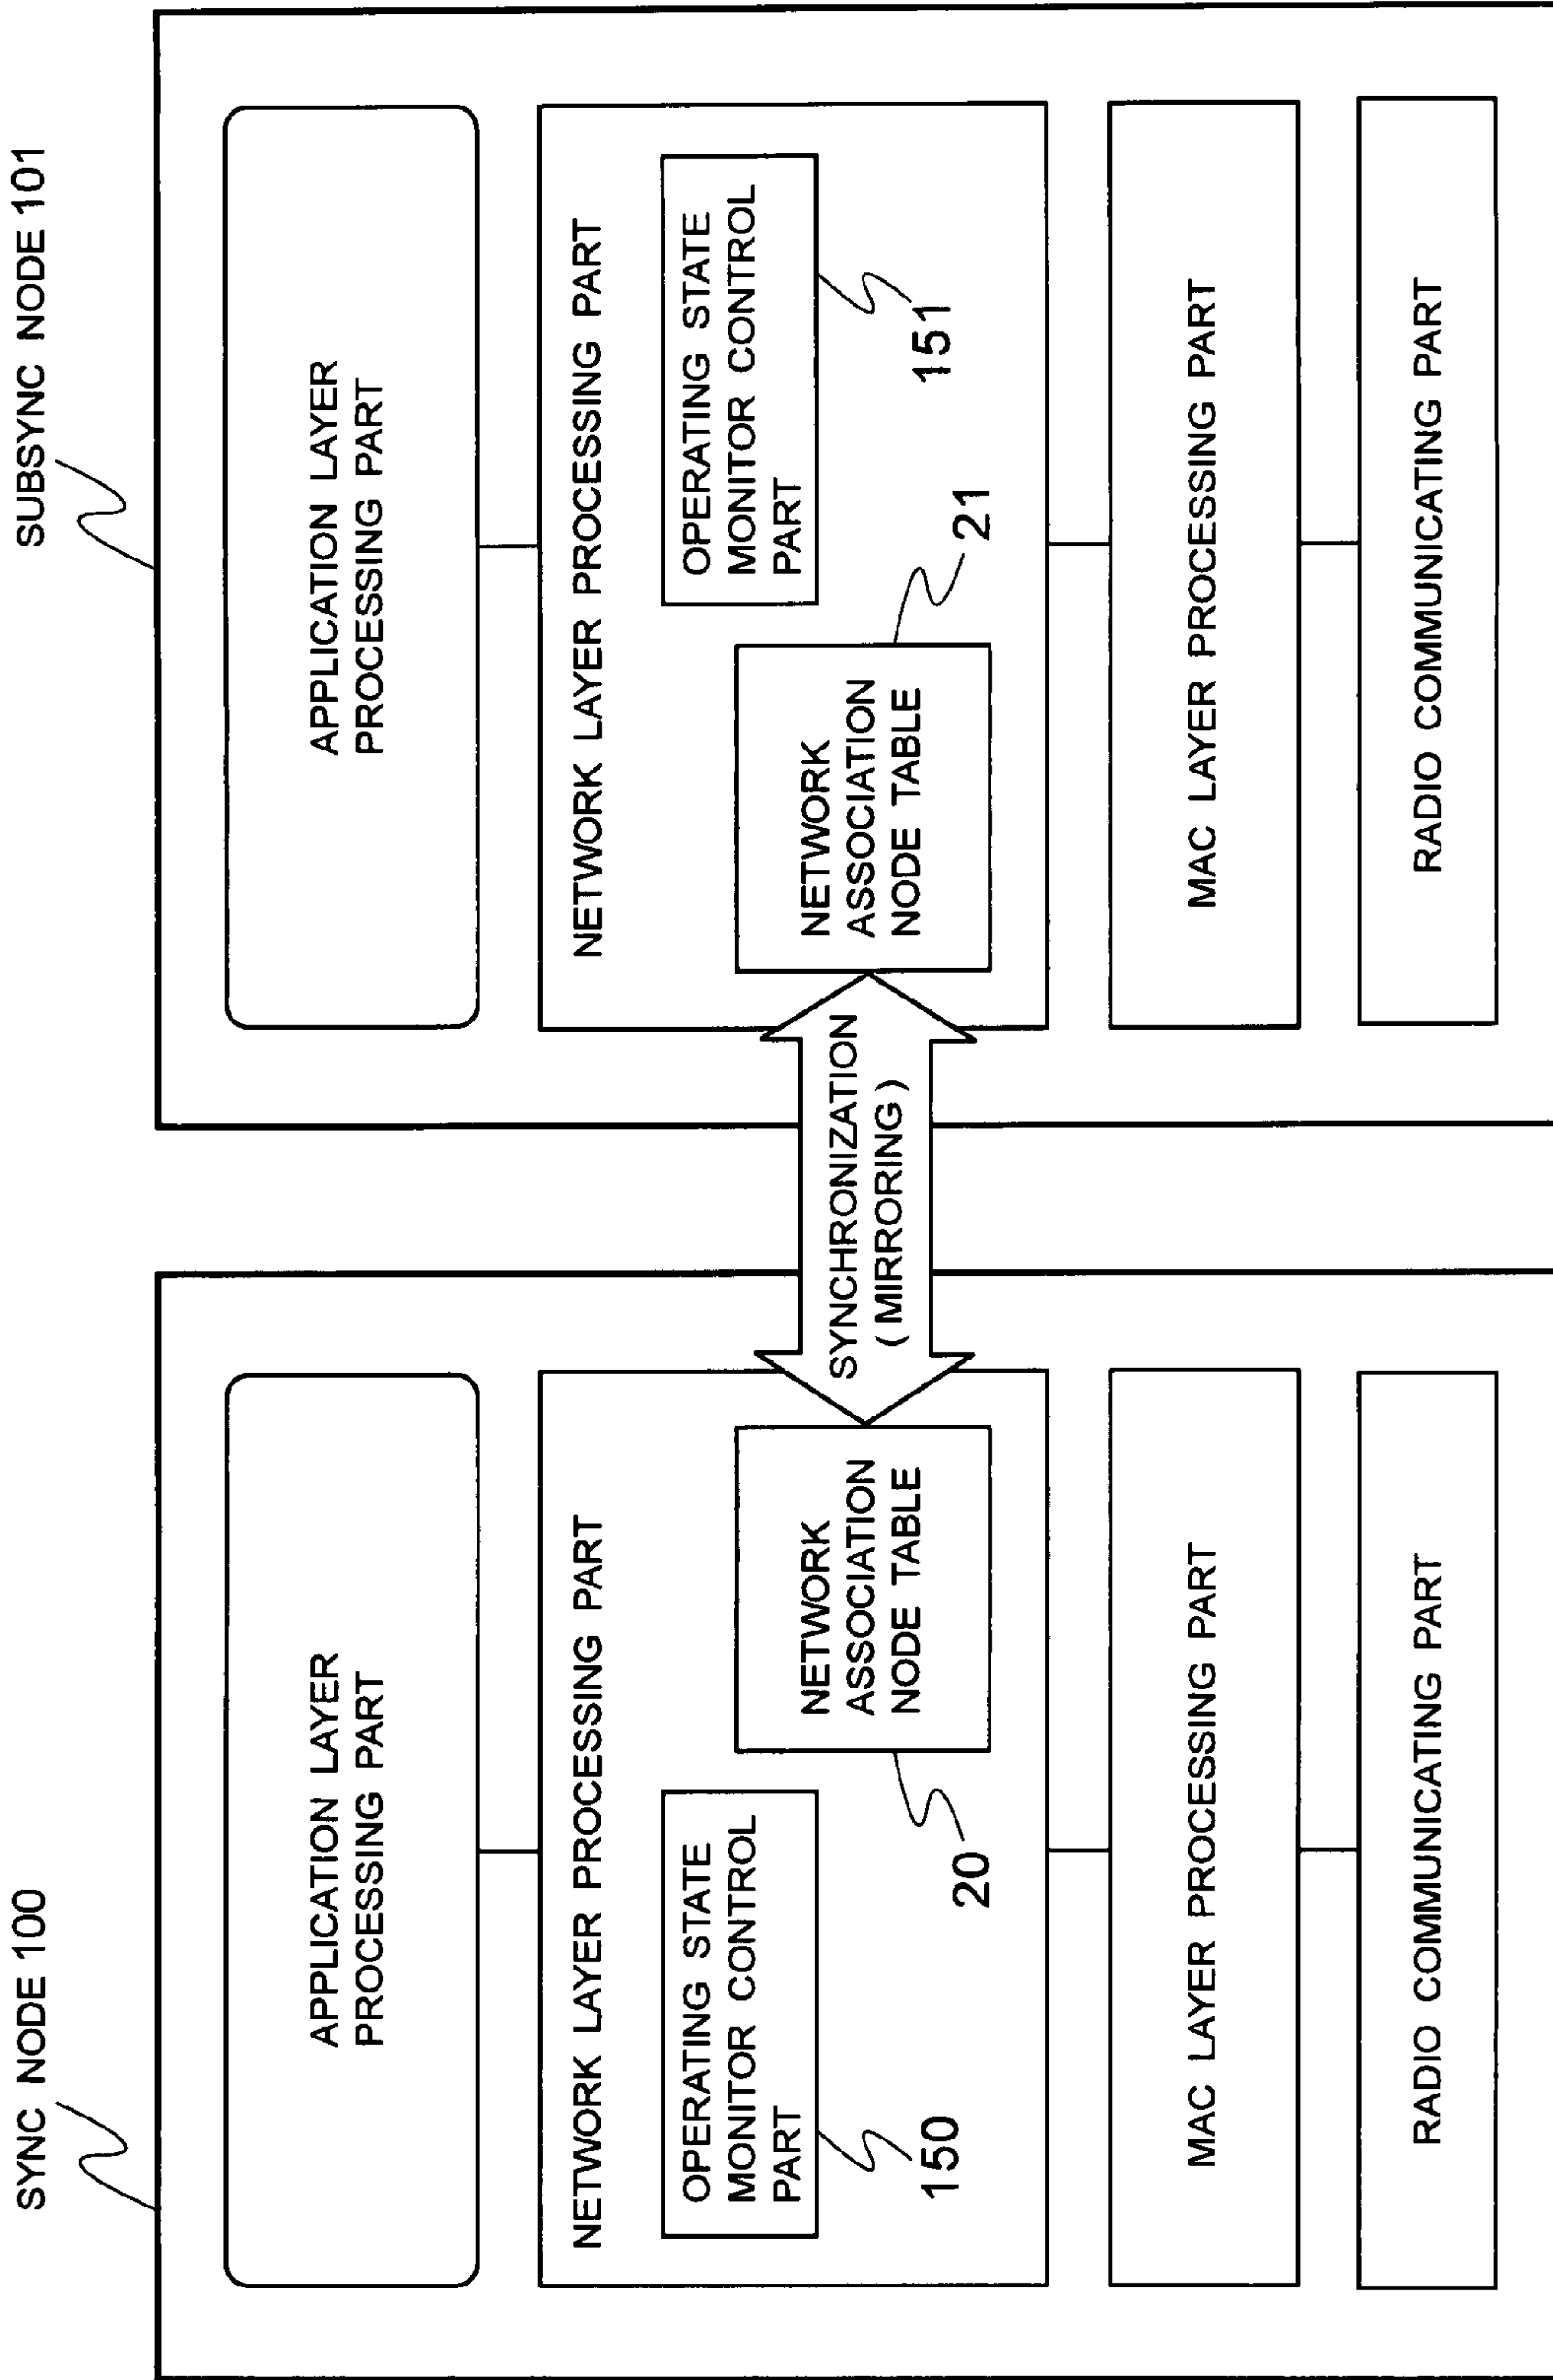 SYNC NODE 100
APPLICATION LAYER
PROCESSING PART
NETWORK LAYER PROCESSING PART
OPERATING STATE
MONITOR CONTROL
PART
150
NETWORK
ASSOCIATION
NODE TABLE
20
MAC LAYER PROCESSING PART
RADIO COMMUNICATING PART
SYNCHRONIZATION
( MIRRORING )
SUBSYNC NODE 101
APPLICATION LAYER
PROCESSING PART
NETWORK LAYER PROCESSING PART
NETWORK
ASSOCIATION
NODE TABLE
21
OPERATING STATE
MONITOR CONTROL
PART
151
MAC LAYER PROCESSING PART
RADIO COMMUNICATING PART